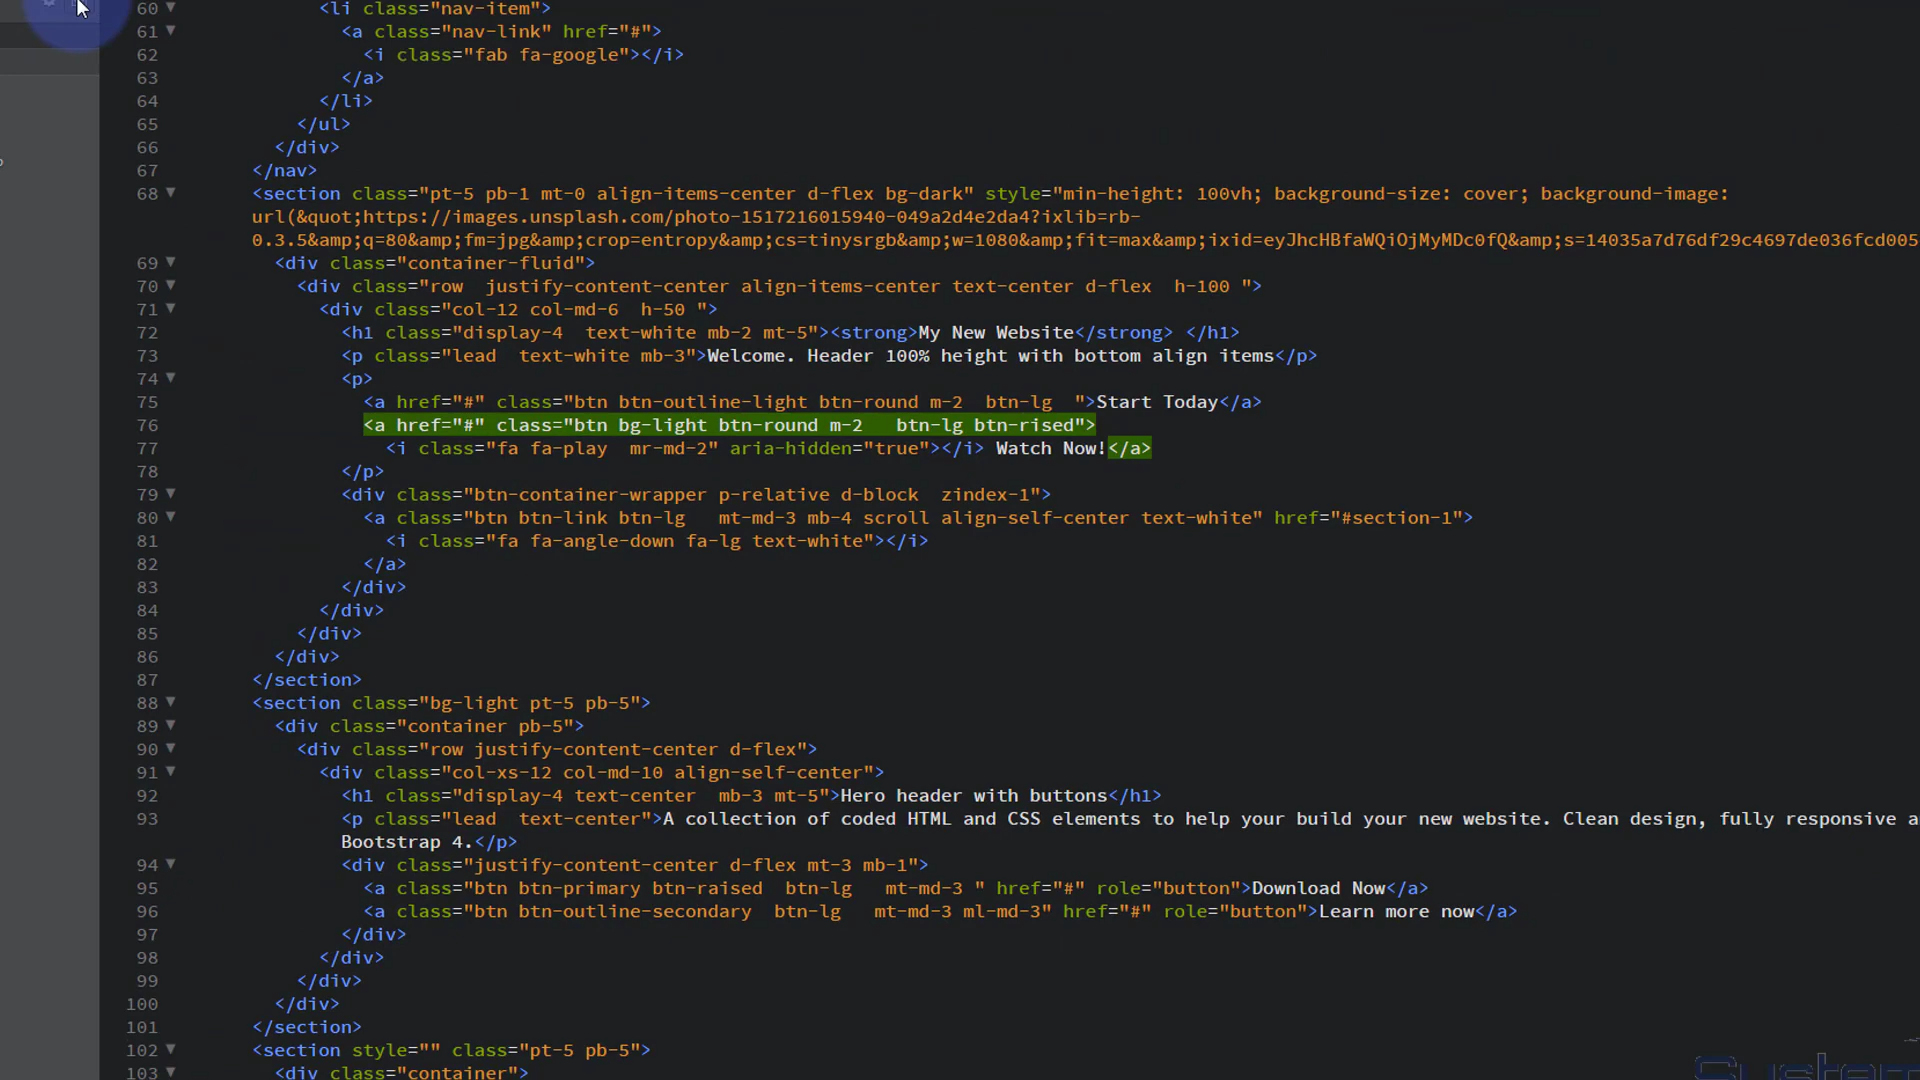 60 <li class="nav-item">
61 <a class="nav-link" href="#">
62 <i class="fab fa-google"></i>
63 </a>
64 </li>
65 </ul>
66 </div>
67 </nav>
68 <section class="pt-5 pb-1 mt-0 align-items-center d-flex bg-dark" style="min-height: 100vh; background-size: cover; background-image:
url(&quot;https://images.unsplash.com/photo-1517216015940-049a2d4e2da4?ixlib=rb-
0.3.5&amp;q=80&amp;fm=jpg&amp;crop=entropy&amp;cs=tinysrgb&amp;w=1080&amp;fit=max&amp;ixid=eyJhcHBfaWQiOjMyMDc0fQ&amp;s=14035a7d76df29c4697de036fcd005
69 <div class="container-fluid">
70 <div class="row  justify-content-center align-items-center text-center d-flex  h-100 ">
71 <div class="col-12 col-md-6  h-50 ">
72 <h1 class="display-4  text-white mb-2 mt-5"><strong>My New Website</strong> </h1>
73 <p class="lead  text-white mb-3">Welcome. Header 100% height with bottom align items</p>
74 <p>
75 <a href="#" class="btn btn-outline-light btn-round m-2  btn-lg  ">Start Today</a>
76 <a href="#" class="btn bg-light btn-round m-2   btn-lg btn-rised">
77 <i class="fa fa-play  mr-md-2" aria-hidden="true"></i> Watch Now!</a>
78 </p>
79 <div class="btn-container-wrapper p-relative d-block  zindex-1">
80 <a class="btn btn-link btn-lg   mt-md-3 mb-4 scroll align-self-center text-white" href="#section-1">
81 <i class="fa fa-angle-down fa-lg text-white"></i>
82 </a>
83 </div>
84 </div>
85 </div>
86 </div>
87 </section>
88 <section class="bg-light pt-5 pb-5">
89 <div class="container pb-5">
90 <div class="row justify-content-center d-flex">
91 <div class="col-xs-12 col-md-10 align-self-center">
92 <h1 class="display-4 text-center  mb-3 mt-5">Hero header with buttons</h1>
93 <p class="lead  text-center">A collection of coded HTML and CSS elements to help your build your new website. Clean design, fully responsive
Bootstrap 4.</p>
94 <div class="justify-content-center d-flex mt-3 mb-1">
95 <a class="btn btn-primary btn-raised  btn-lg   mt-md-3 " href="#" role="button">Download Now</a>
96 <a class="btn btn-outline-secondary  btn-lg   mt-md-3 ml-md-3" href="#" role="button">Learn more now</a>
97 </div>
98 </div>
99 </div>
100 </div>
101 </section>
102 <section style="" class="pt-5 pb-5">
103 <div class="container">